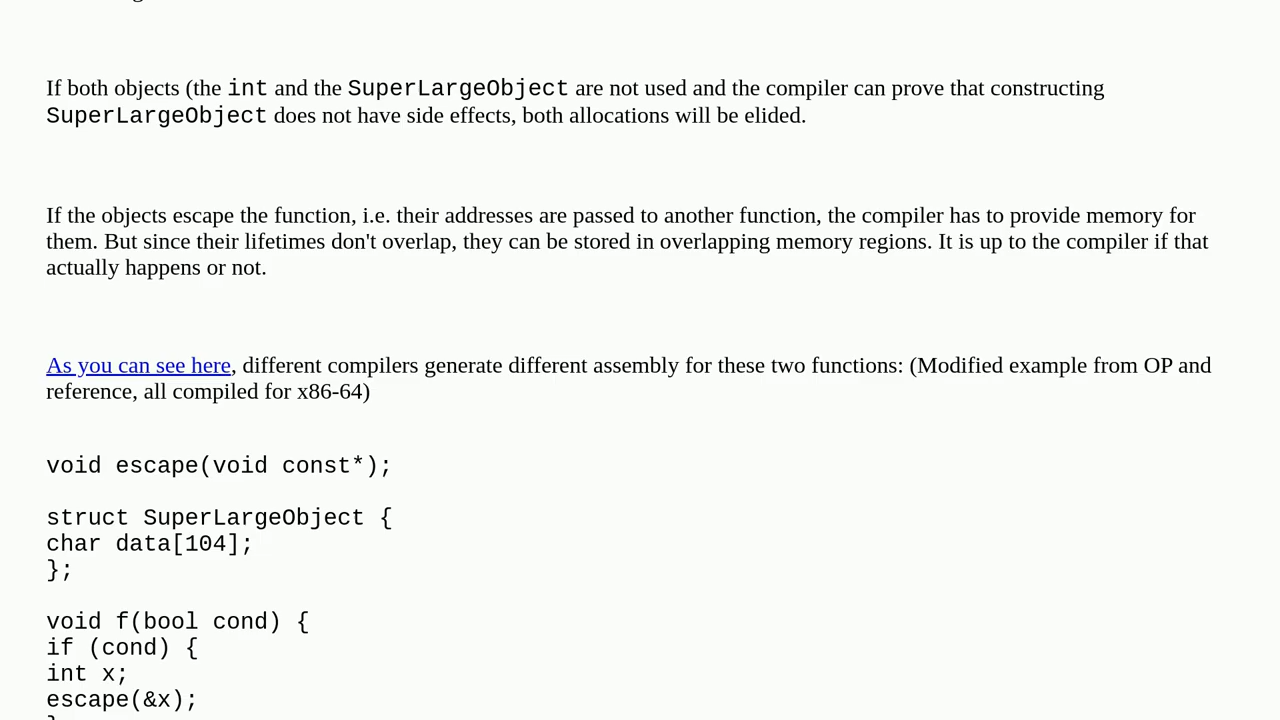 If both objects (the int and the SuperLargeObject are not used and the compiler can prove that constructing
SuperLargeObject does not have side effects, both allocations will be elided.
If the objects escape the function, i.e. their addresses are passed to another function, the compiler has to provide memory for
them. But since their lifetimes don't overlap, they can be stored in overlapping memory regions. It is up to the compiler if that
actually happens or not.
As you can see here, different compilers generate different assembly for these two functions: (Modified example from OP and
reference, all compiled for x86-64)
void escape(void const*);
struct SuperLargeObject {
char data[104];
};
void f(bool cond) {
if (cond) {
int x;
escape(&x);